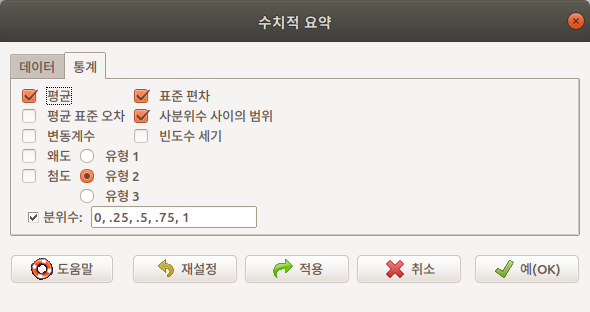 수치적 요약
데이터 통계
평균 표준 편차
평균 표준 오차 사분위수 사이의 범위
변동계수 빈도수 세기
왜도 유형 1
첨도 유형 2
유형 3
분위수: 0, .25, .5, .75, 1
도움말 재설정 적용 취소 예(OK)